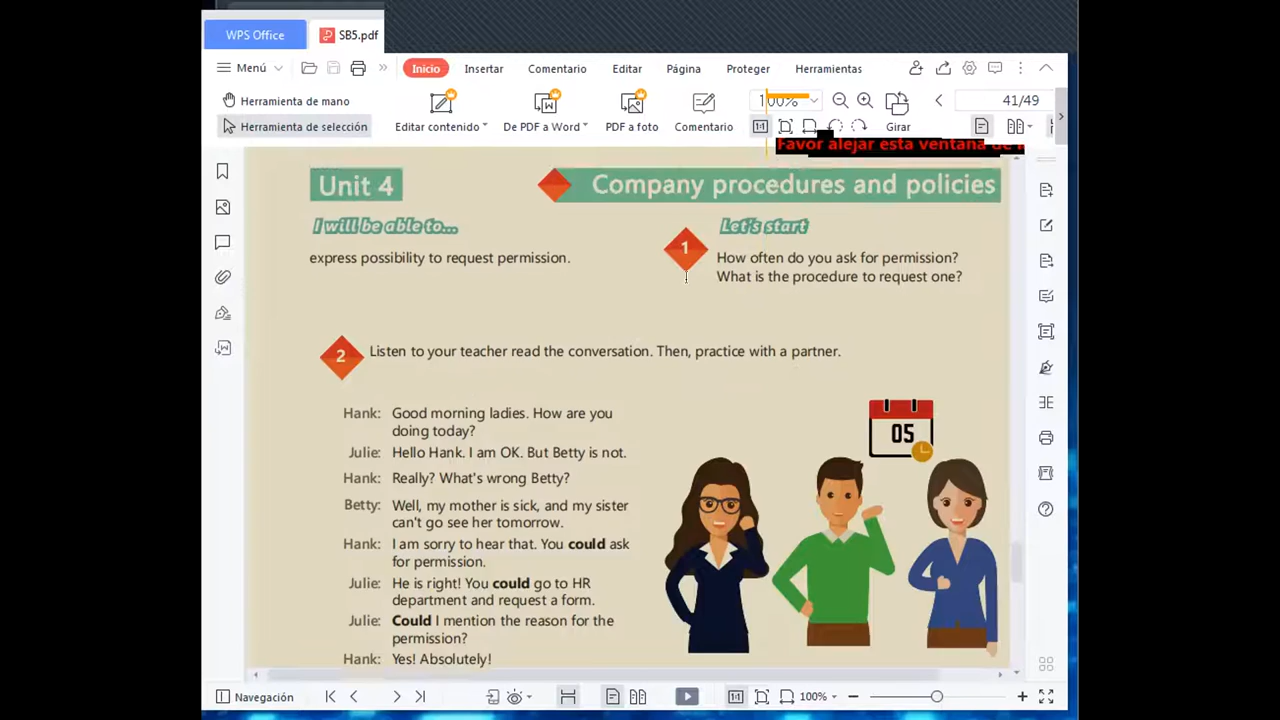 WPS Office
SB5.pdf
Menú
Inicio
Insertar
Comentario
Editar
Página
Proteger
Herramientas
Herramienta de mano
Herramienta de selección
Editar contenido
De PDF a Word
PDF a foto
Comentario
100%
Girar
41/49
Favor alejar esta ventana de
Unit 4
Company procedures and policies
I will be able to...
express possibility to request permission.
Let's start
1
How often do you ask for permission?
What is the procedure to request one?
2
Listen to your teacher read the conversation. Then, practice with a partner.
Hank: Good morning ladies. How are you
doing today?
Julie: Hello Hank. I am OK. But Betty is not.
Hank: Really? What's wrong Betty?
Betty: Well, my mother is sick, and my sister
can't go see her tomorrow.
Hank: I am sorry to hear that. You could ask
for permission.
Julie: He is right! You could go to HR
department and request a form.
Julie: Could I mention the reason for the
permission?
Hank: Yes! Absolutely!
05
Navegación
1:1
100%